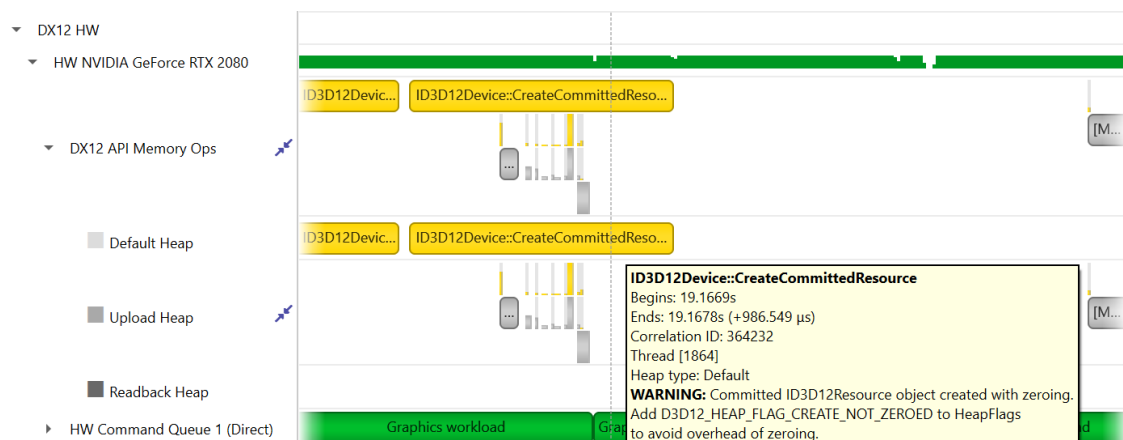 DX12 HW
HW NVIDIA GeForce RTX 2080
ID3D12Devic...
ID3D12Device::CreateCommittedReso...
[M...
DX12 API Memory Ops
...
ID3D12Devic...
ID3D12Device::CreateCommittedReso...
Default Heap
ID3D12Device::CreateCommittedResource
Begins: 19.1669s
[M...
Upload Heap
...
Ends: 19.1678s (+986.549 μs)
Correlation ID: 364232
Thread [1864]
Heap type: Default
Readback Heap
WARNING: Committed ID3D12Resource object created with zeroing.
Add D3D12_HEAP_FLAG_CREATE_NOT_ZEROED to HeapFlags
to avoid overhead of zeroing.
HW Command Queue 1 (Direct)
Graphics workload